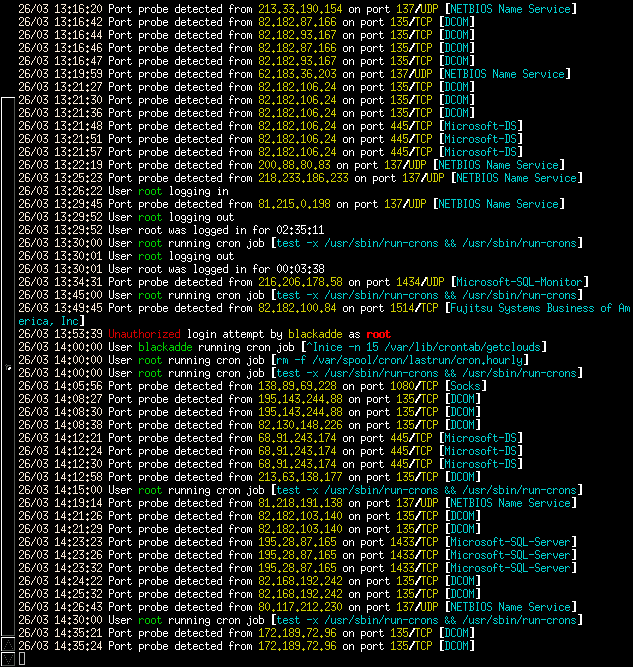 26/03 13:16:20 Port probe detected from 213.33.190.154 on port 137/UDP [NETBIOS Name Service]
26/03 13:16:42 Port probe detected from 82.182.87.166 on port 135/TCP [DCOM]
26/03 13:16:44 Port probe detected from 82.182.93.167 on port 135/TCP [DCOM]
26/03 13:16:46 Port probe detected from 82.182.87.166 on port 135/TCP [DCOM]
26/03 13:16:47 Port probe detected from 82.182.93.167 on port 135/TCP [DCOM]
26/03 13:19:59 Port probe detected from 62.183.36.203 on port 137/UDP [NETBIOS Name Service]
26/03 13:21:27 Port probe detected from 82.182.106.24 on port 135/TCP [DCOM]
26/03 13:21:30 Port probe detected from 82.182.106.24 on port 135/TCP [DCOM]
26/03 13:21:36 Port probe detected from 82.182.106.24 on port 135/TCP [DCOM]
26/03 13:21:48 Port probe detected from 82.182.106.24 on port 445/TCP [Microsoft-DS]
26/03 13:21:51 Port probe detected from 82.182.106.24 on port 445/TCP [Microsoft-DS]
26/03 13:21:57 Port probe detected from 82.182.106.24 on port 445/TCP [Microsoft-DS]
26/03 13:22:19 Port probe detected from 200.88.80.83 on port 137/UDP [NETBIOS Name Service]
26/03 13:25:23 Port probe detected from 218.233.186.233 on port 137/UDP [NETBIOS Name Service]
26/03 13:26:22 User root logging in
26/03 13:29:45 Port probe detected from 81.215.0.198 on port 137/UDP [NETBIOS Name Service]
26/03 13:29:52 User root logging out
26/03 13:29:52 User root was logged in for 02:35:11
26/03 13:30:00 User root running cron job [test -x /usr/sbin/run-crons && /usr/sbin/run-crons]
26/03 13:30:01 User root logging out
26/03 13:30:01 User root was logged in for 00:03:38
26/03 13:34:31 Port probe detected from 216.206.178.58 on port 1434/UDP [Microsoft-SQL-Monitor]
26/03 13:45:00 User root running cron job [test -x /usr/sbin/run-crons && /usr/sbin/run-crons]
26/03 13:49:45 Port probe detected from 82.182.100.84 on port 1514/TCP [Fujitsu Systems Business of Am
erica, Inc]
26/03 13:53:39 Unauthorized login attempt by blackadde as root
26/03 14:00:00 User blackadde running cron job [^Inice -n 15 /var/lib/crontab/getclouds]
26/03 14:00:00 User root running cron job [rm -f /var/spool/cron/lastrun/cron.hourly]
26/03 14:00:00 User root running cron job [test -x /usr/sbin/run-crons && /usr/sbin/run-crons]
26/03 14:05:56 Port probe detected from 138.89.69.228 on port 1080/TCP [Socks]
26/03 14:08:27 Port probe detected from 195.143.244.88 on port 135/TCP [DCOM]
26/03 14:08:30 Port probe detected from 195.143.244.88 on port 135/TCP [DCOM]
26/03 14:08:38 Port probe detected from 82.130.148.226 on port 135/TCP [DCOM]
26/03 14:12:21 Port probe detected from 68.91.243.174 on port 445/TCP [Microsoft-DS]
26/03 14:12:24 Port probe detected from 68.91.243.174 on port 445/TCP [Microsoft-DS]
26/03 14:12:30 Port probe detected from 68.91.243.174 on port 445/TCP [Microsoft-DS]
26/03 14:12:58 Port probe detected from 213.63.138.177 on port 135/TCP [DCOM]
26/03 14:15:00 User root running cron job [test -x /usr/sbin/run-crons && /usr/sbin/run-crons]
26/03 14:19:14 Port probe detected from 81.218.191.138 on port 137/UDP [NETBIOS Name Service]
26/03 14:21:26 Port probe detected from 82.182.103.140 on port 135/TCP [DCOM]
26/03 14:21:29 Port probe detected from 82.182.103.140 on port 135/TCP [DCOM]
26/03 14:23:23 Port probe detected from 195.28.87.165 on port 1433/TCP [Microsoft-SQL-Server]
26/03 14:23:26 Port probe detected from 195.28.87.165 on port 1433/TCP [Microsoft-SQL-Server]
26/03 14:23:32 Port probe detected from 195.28.87.165 on port 1433/TCP [Microsoft-SQL-Server]
26/03 14:24:22 Port probe detected from 82.168.192.242 on port 135/TCP [DCOM]
26/03 14:25:32 Port probe detected from 82.168.192.242 on port 135/TCP [DCOM]
26/03 14:26:43 Port probe detected from 80.117.212.230 on port 137/UDP [NETBIOS Name Service]
26/03 14:30:00 User root running cron job [test -x /usr/sbin/run-crons && /usr/sbin/run-crons]
26/03 14:35:21 Port probe detected from 172.189.72.96 on port 135/TCP [DCOM]
26/03 14:35:24 Port probe detected from 172.189.72.96 on port 135/TCP [DCOM]